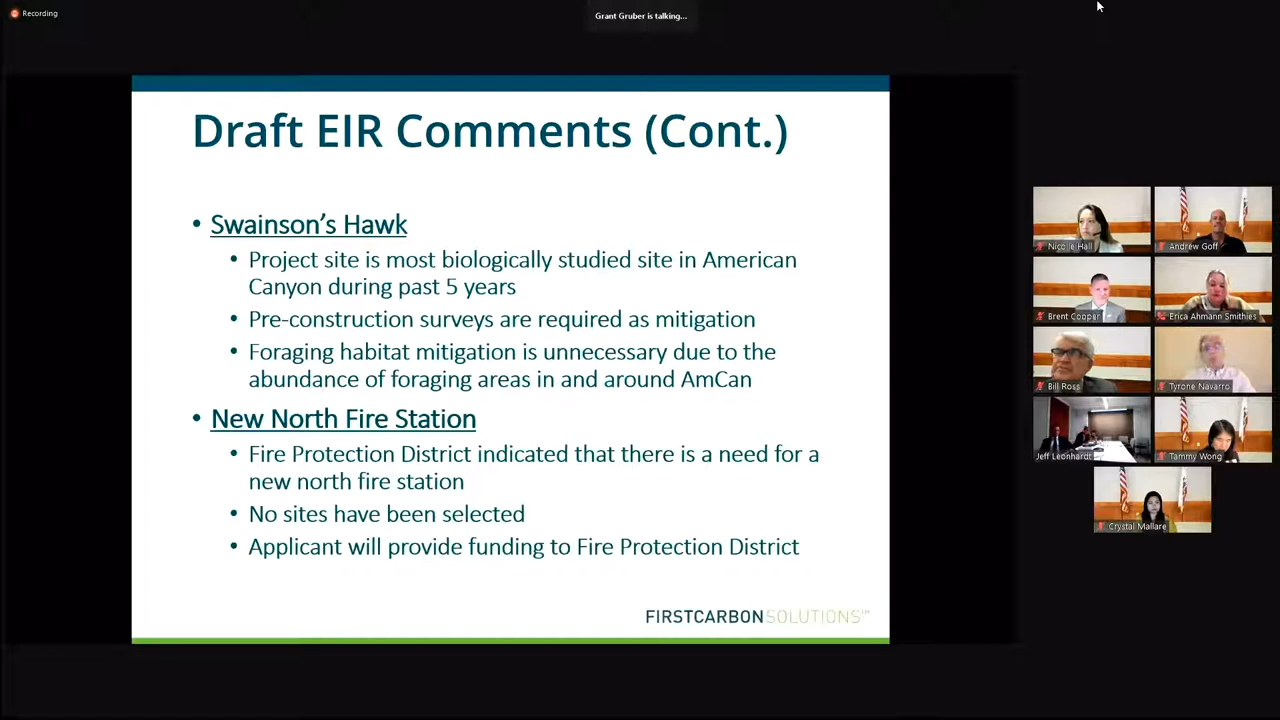 Recording
Grant Gruber is talking...
Draft EIR Comments (Cont.)
• Swainson's Hawk
• Project site is most biologically studied site in American
Canyon during past 5 years
• Pre-construction surveys are required as mitigation
• Foraging habitat mitigation is unnecessary due to the
abundance of foraging areas in and around AmCan
• New North Fire Station
• Fire Protection District indicated that there is a need for a
new north fire station
• No sites have been selected
• Applicant will provide funding to Fire Protection District
FIRSTCARBONSOLUTIONS™
Nicolle Hall
Andrew Goff
Brent Cooper
Erica Ahmann Smithies
Bill Ross
Tyrone Navarro
Jeff Leonhardt
Tammy Wong
Crystal Mallare